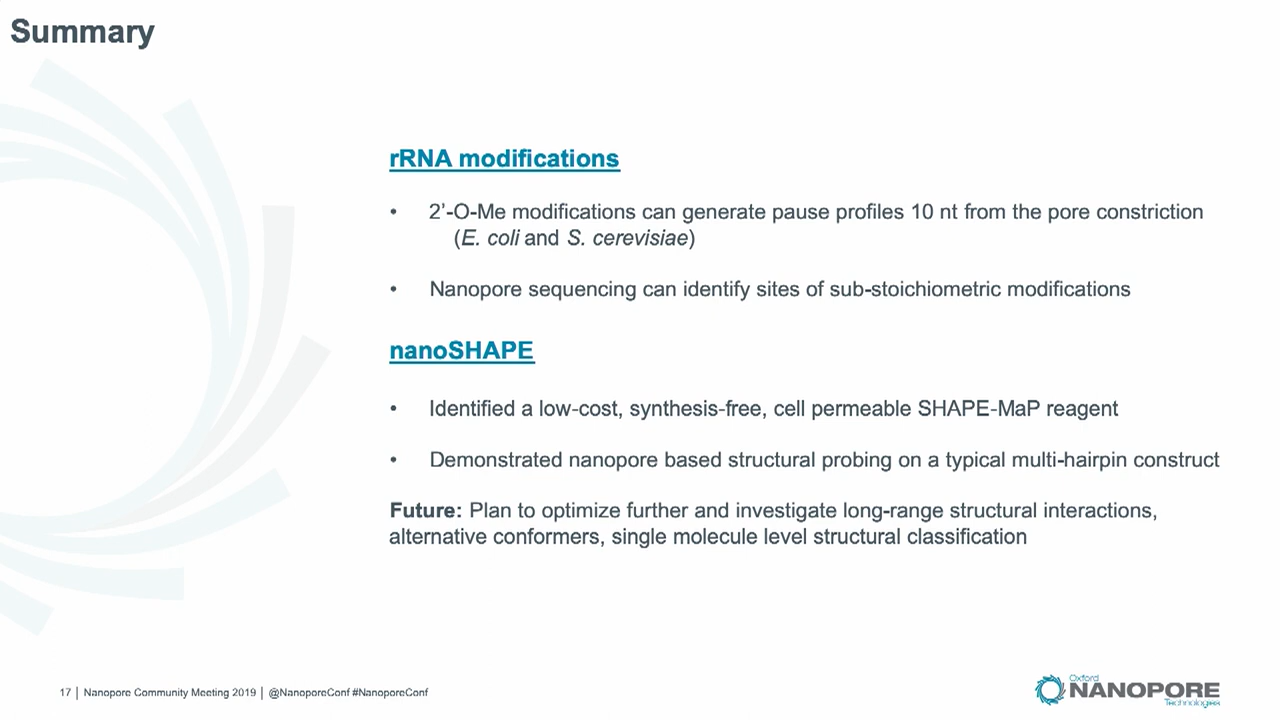 Summary
rRNA modifications
• 2’-O-Me modifications can generate pause profiles 10 nt from the pore constriction
(E. coli and S. cerevisiae)
• Nanopore sequencing can identify sites of sub-stoichiometric modifications
nanoSHAPE
• Identified a low-cost, synthesis-free, cell permeable SHAPE-MaP reagent
• Demonstrated nanopore based structural probing on a typical multi-hairpin construct
Future: Plan to optimize further and investigate long-range structural interactions,
alternative conformers, single molecule level structural classification
17 | Nanopore Community Meeting 2019 | @NanoporeConf #NanoporeConf
Oxford
NANOPORE
Technologies